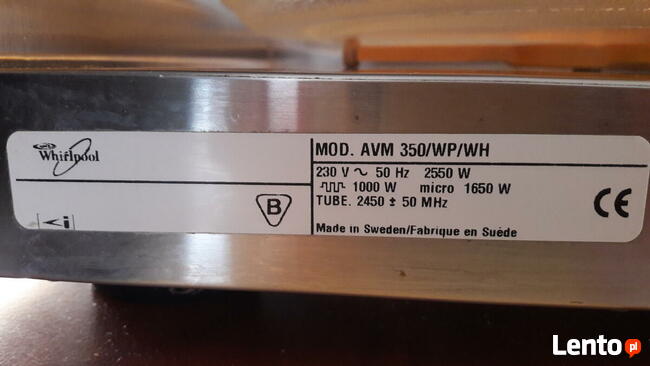 Whirlpool
MOD. AVM 350/WP/WH
230 V ~ 50 Hz 2550 W
1000 W micro 1650 W
TUBE. 2450 ± 50 MHz
B
CE
Made in Sweden/Fabrique en Suéde
Lento.pl